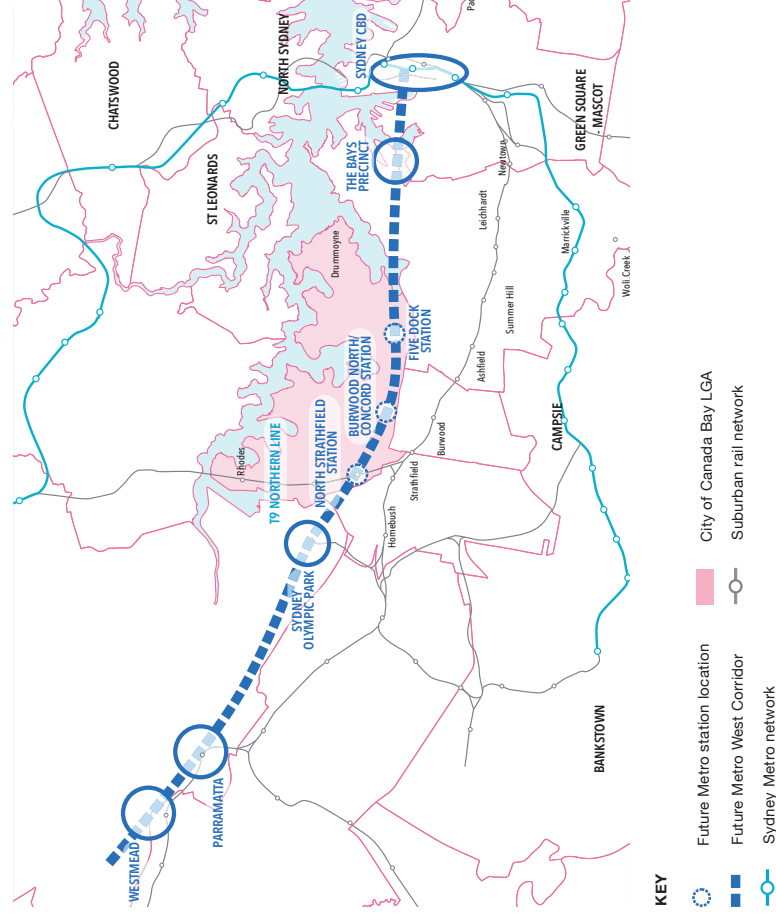 CHATSWOOD
NORTH SYDNEY
SYDNEY CBD
ST LEONARDS
THE BAYS
PRECINCT
GREEN SQUARE
- MASCOT
Newtown
Leichhardt
Marrickville
Drummoyne
Summer Hill
Woli Creek
FIVE DOCK
STATION
BURWOOD NORTH/
CONCORD STATION
Ashfield
NORTH STRATHFIELD
STATION
T9 NORTHERN LINE
Rhodes
Burwood
Strathfield
CAMPSIE
Homebush
SYDNEY
OLYMPIC PARK
PARRAMATTA
WESTMEAD
BANKSTOWN
KEY
Future Metro station location
Future Metro West Corridor
Sydney Metro network
City of Canada Bay LGA
Suburban rail network